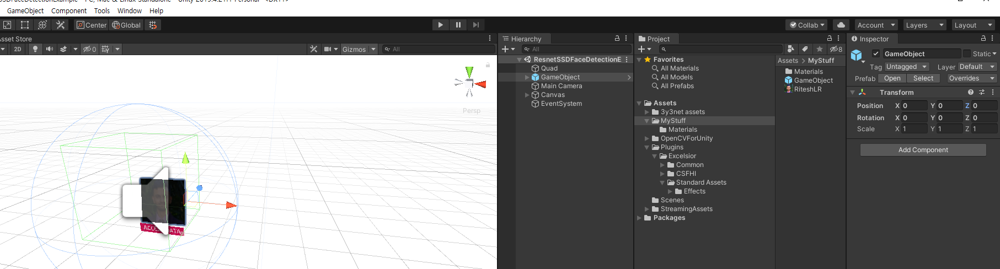 GameObject Component Tools Window Help
Center Global Collab Account Layers Layout
Asset Store
2D 0 Gizmos All
Persp
ACCE ATA
Hierarchy
All
ResnetSSDFaceDetectionE
Quad
GameObject
Main Camera
Canvas
EventSystem
Project
8
Favorites
All Materials
All Models
All Prefabs
Assets
3y3net assets
MyStuff
Materials
OpenCVForUnity
Plugins
Excelsior
Common
CSFHI
Standard Assets
Effects
Scenes
StreamingAssets
Packages
Assets > MyStuff
Materials
GameObject
RiteshLR
Inspector
GameObject Static
Tag Untagged Layer Default
Prefab Open Select Overrides
Transform
Position X 0 Y 0 Z 0
Rotation X 0 Y 0 Z 0
Scale X 1 Y 1 Z 1
Add Component